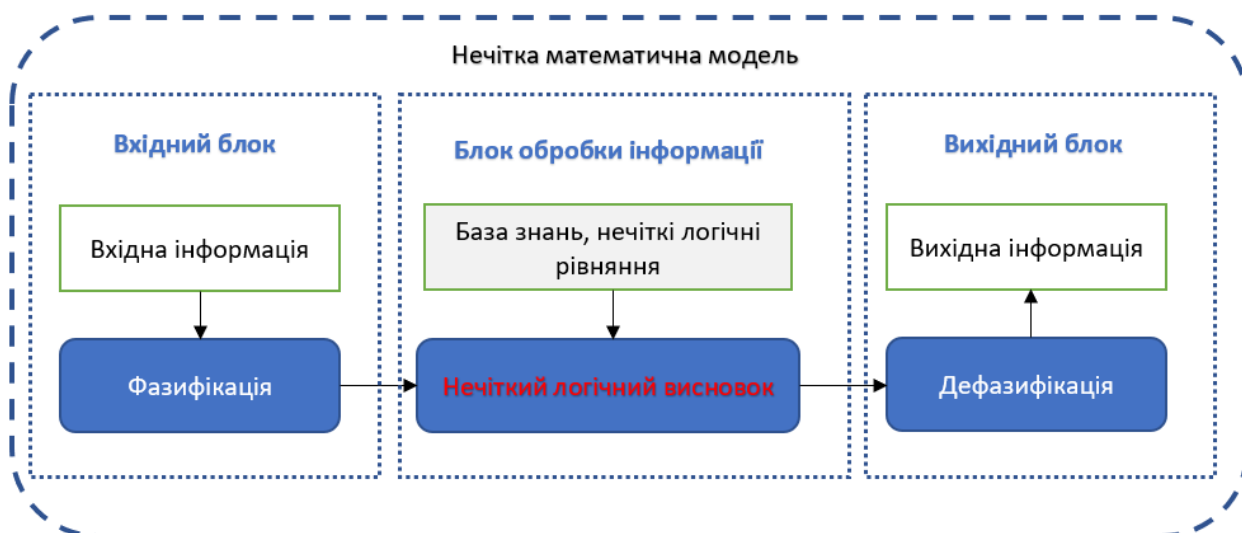 Нечітка математична модель
Вхідний блок
Вхідна інформація
Фазифікація
Блок обробки інформації
База знань, нечіткі логічні
рівняння
Нечіткий логічний висновок
Вихідний блок
Вихідна інформація
Дефазифікація